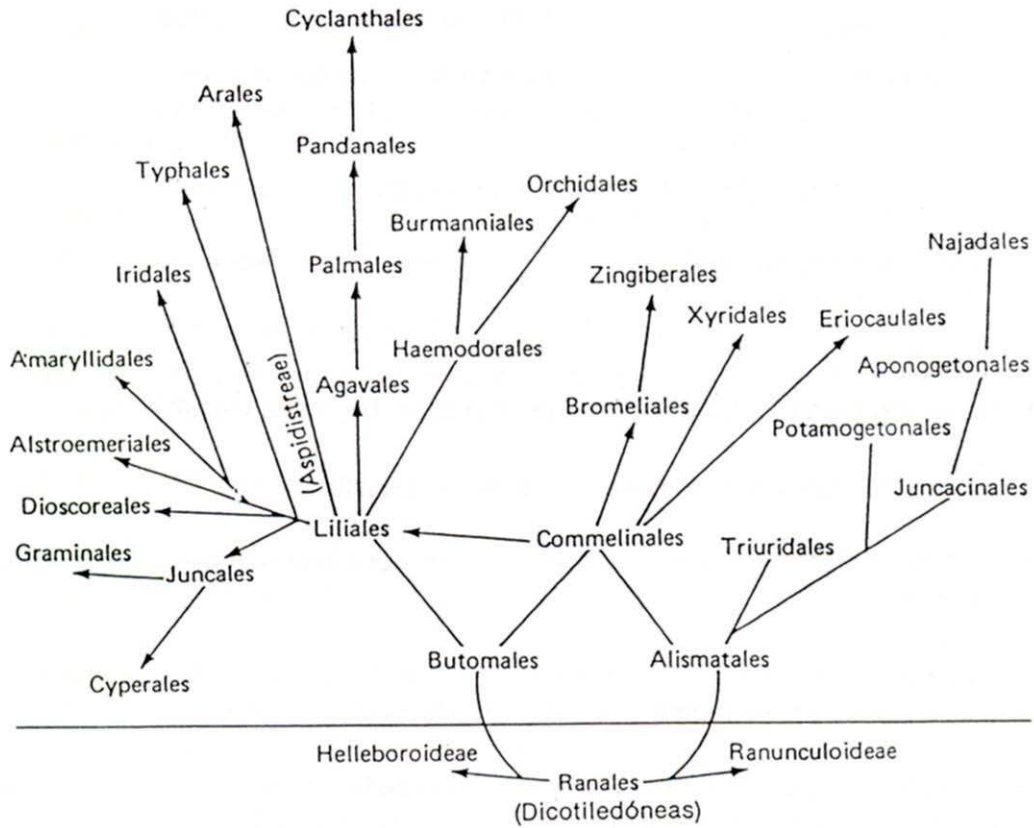 Cyclanthales
Arales
Pandanales
Typhales
Orchidales
Burmanniales
Najadales
Iridales
Palmales
Zingiberales
Xyridales
Eriocaulales
Amaryllidales
Haemodorales
Aponogetonales
Agavales
Bromeliales
(Aspidistreae)
Alstroemeriales
Potamogetonales
Juncacinales
Dioscoreales
Liliales
Commelinales
Triuridales
Graminales
Juncales
Butomales
Alismatales
Cyperales
Helleboroideae
Ranunculoideae
Ranales
(Dicotiledóneas)